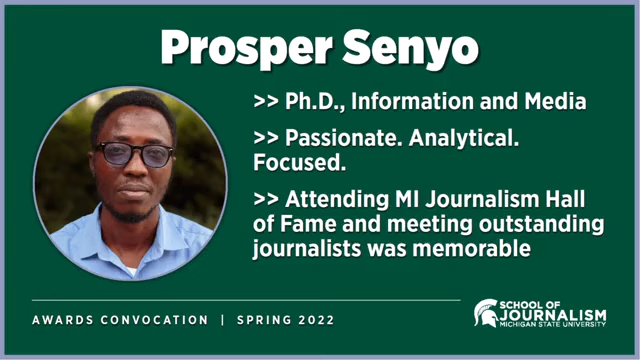 Prosper Senyo
>> Ph.D., Information and Media
>> Passionate. Analytical.
Focused.
>> Attending MI Journalism Hall
of Fame and meeting outstanding
journalists was memorable
AWARDS CONVOCATION | SPRING 2022
SCHOOL OF
JOURNALISM
MICHIGAN STATE UNIVERSITY